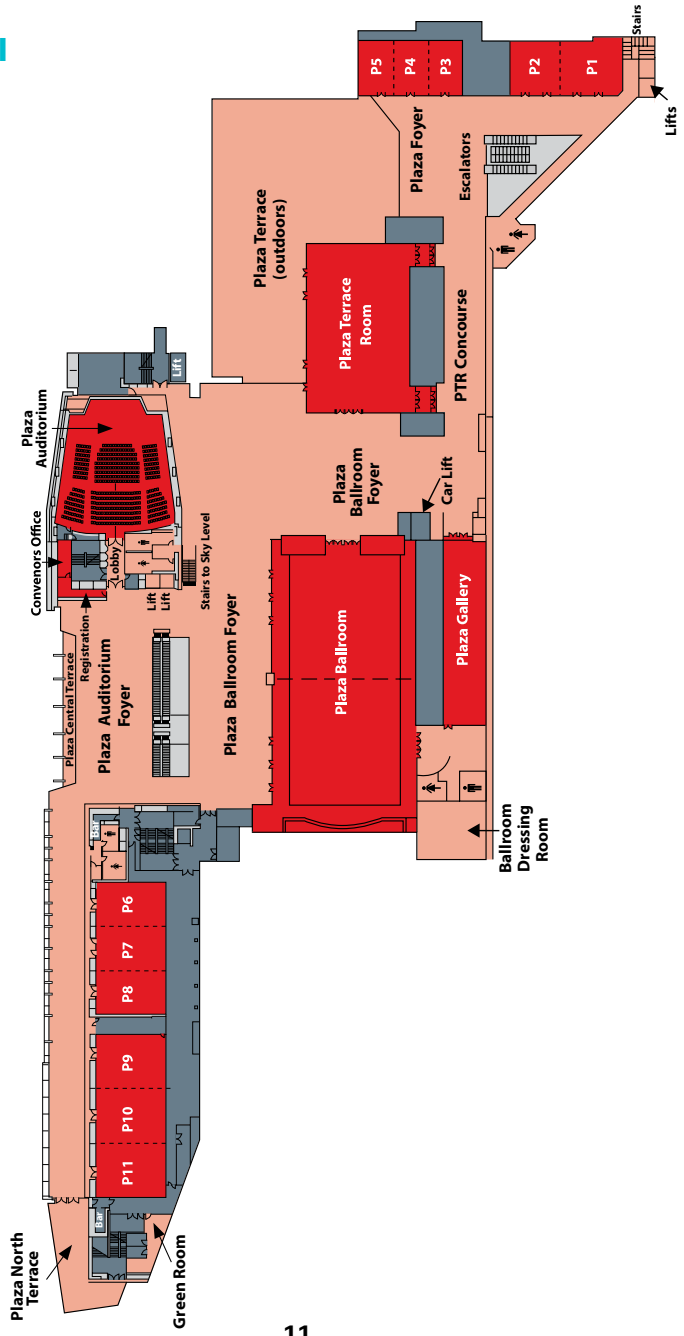 Stairs
P5
P4
P3
P2
P1
Lifts
Plaza Foyer
Escalators
Plaza Terrace
(outdoors)
Plaza Terrace
Room
PTR Concourse
Lift
Plaza
Auditorium
Plaza
Ballroom
Foyer
Car Lift
Convenors Office
Lobby
Lift
Lift
Stairs to Sky Level
Registration
Plaza Central Terrace
Plaza Auditorium
Foyer
Plaza Ballroom Foyer
Plaza Ballroom
Plaza Gallery
Bar
Ballroom
Dressing
Room
P6
P7
P8
P9
P10
P11
Bar
Plaza North
Terrace
Green Room
11